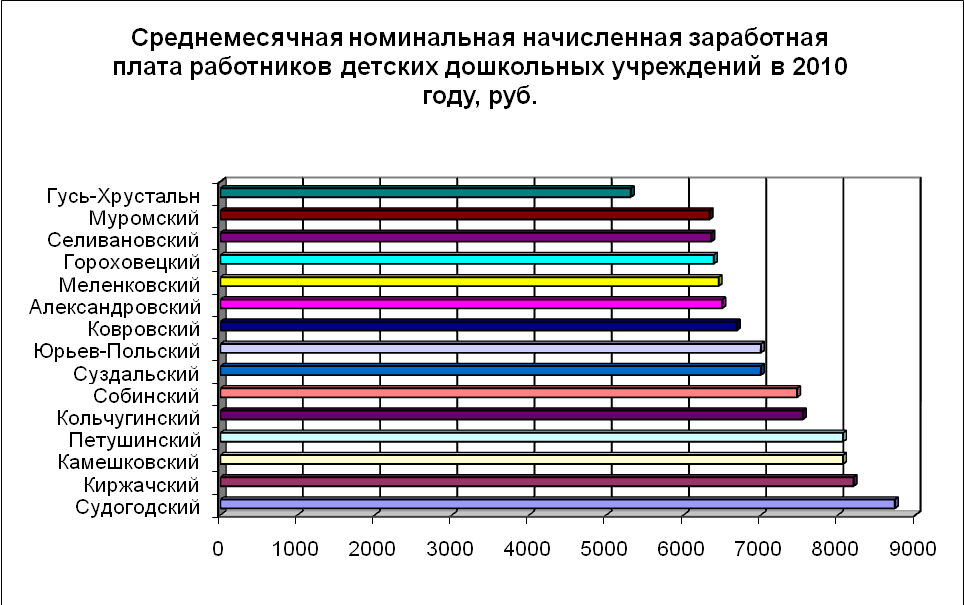 Среднемесячная номинальная начисленная заработная
плата работников детских дошкольных учреждений в 2010
году, руб.
Гусь-Хрустальн
Муромский
Селивановский
Гороховецкий
Меленковский
Александровский
Ковровский
Юрьев-Польский
Суздальский
Собинский
Кольчугинский
Петушинский
Камешковский
Киржачский
Судогодский
0 1000 2000 3000 4000 5000 6000 7000 8000 9000